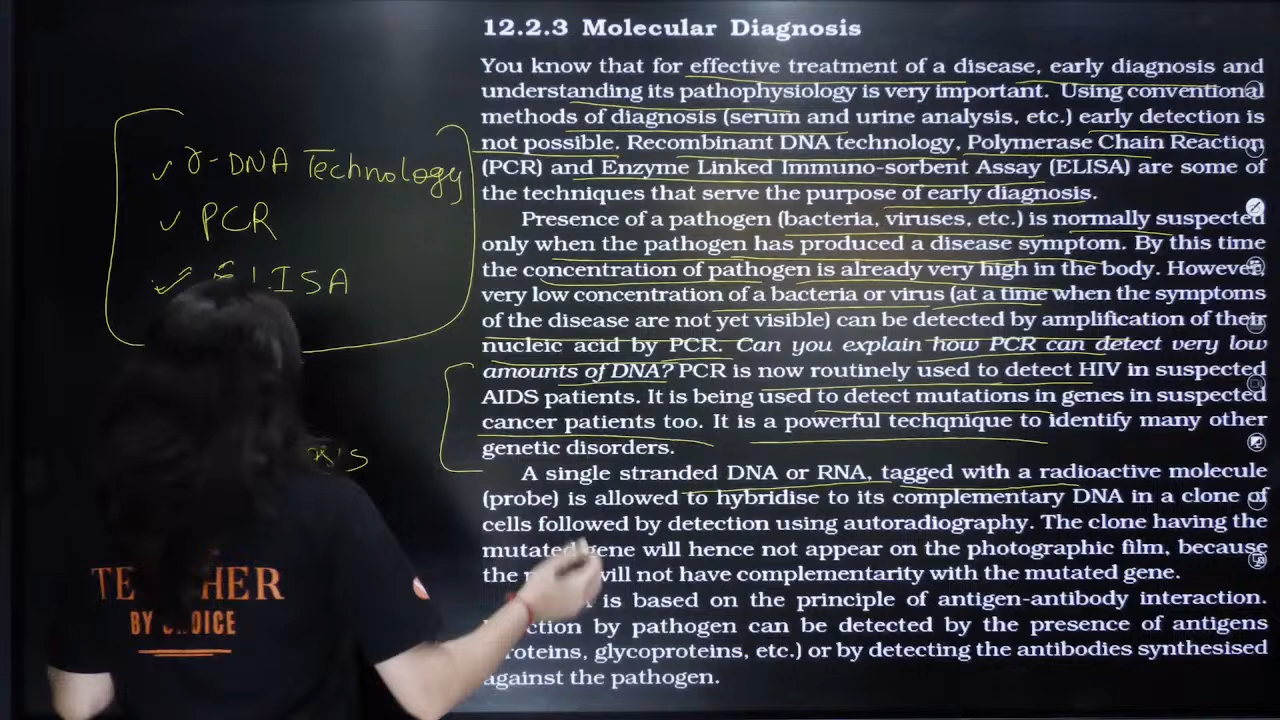 12.2.3 Molecular Diagnosis
You know that for effective treatment of a disease, early diagnosis and
understanding its pathophysiology is very important. Using conventional
methods of diagnosis (serum and urine analysis, etc.) early detection is
not possible. Recombinant DNA technology, Polymerase Chain Reaction
(PCR) and Enzyme Linked Immuno-sorbent Assay (ELISA) are some of
the techniques that serve the purpose of early diagnosis.
Presence of a pathogen (bacteria, viruses, etc.) is normally suspected
only when the pathogen has produced a disease symptom. By this time
the concentration of pathogen is already very high in the body. However,
very low concentration of a bacteria or virus (at a time when the symptoms
of the disease are not yet visible) can be detected by amplification of their
nucleic acid by PCR. Can you explain how PCR can detect very low
amounts of DNA? PCR is now routinely used to detect HIV in suspected
AIDS patients. It is being used to detect mutations in genes in suspected
cancer patients too. It is a powerful techqnique to identify many other
genetic disorders.
A single stranded DNA or RNA, tagged with a radioactive molecule
(probe) is allowed to hybridise to its complementary DNA in a clone of
cells followed by detection using autoradiography. The clone having the
mutated gene will hence not appear on the photographic film, because
the will not have complementarity with the mutated gene.
is based on the principle of antigen-antibody interaction.
by pathogen can be detected by the presence of antigens
glycoproteins, etc.) or by detecting the antibodies synthesised
against the pathogen.
r-DNA Technology
PCR
ELISA
TEACHER
BY CHOICE